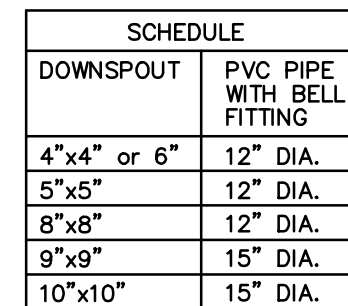 SCHEDULE
DOWNSPOUT
PVC PIPE
WITH BELL
FITTING
4"x4" or 6" 12" DIA.
5"x5" 12" DIA.
8"x8" 12" DIA.
9"x9" 15" DIA.
10"x10" 15" DIA.